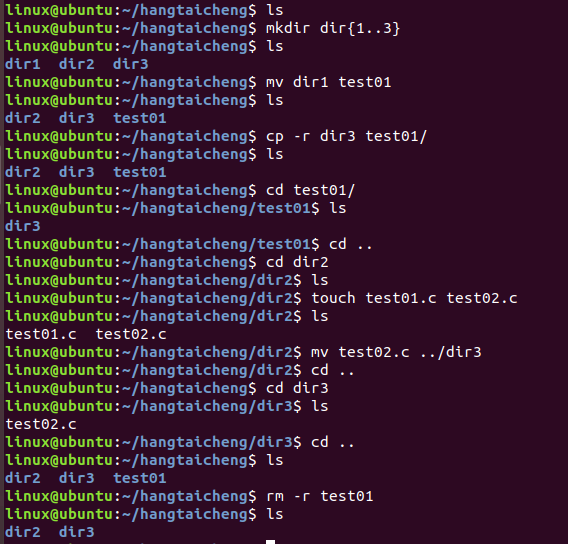 linux@ubuntu:~/hangtaicheng$ ls
linux@ubuntu:~/hangtaicheng$ mkdir dir{1..3}
linux@ubuntu:~/hangtaicheng$ ls
dir1  dir2  dir3
linux@ubuntu:~/hangtaicheng$ mv dir1 test01
linux@ubuntu:~/hangtaicheng$ ls
dir2  dir3  test01
linux@ubuntu:~/hangtaicheng$ cp -r dir3 test01/
linux@ubuntu:~/hangtaicheng$ ls
dir2  dir3  test01
linux@ubuntu:~/hangtaicheng$ cd test01/
linux@ubuntu:~/hangtaicheng/test01$ ls
dir3
linux@ubuntu:~/hangtaicheng/test01$ cd ..
linux@ubuntu:~/hangtaicheng$ cd dir2
linux@ubuntu:~/hangtaicheng/dir2$ ls
linux@ubuntu:~/hangtaicheng/dir2$ touch test01.c test02.c
linux@ubuntu:~/hangtaicheng/dir2$ ls
test01.c  test02.c
linux@ubuntu:~/hangtaicheng/dir2$ mv test02.c ../dir3
linux@ubuntu:~/hangtaicheng/dir2$ cd ..
linux@ubuntu:~/hangtaicheng$ cd dir3
linux@ubuntu:~/hangtaicheng/dir3$ ls
test02.c
linux@ubuntu:~/hangtaicheng/dir3$ cd ..
linux@ubuntu:~/hangtaicheng$ ls
dir2  dir3  test01
linux@ubuntu:~/hangtaicheng$ rm -r test01
linux@ubuntu:~/hangtaicheng$ ls
dir2  dir3